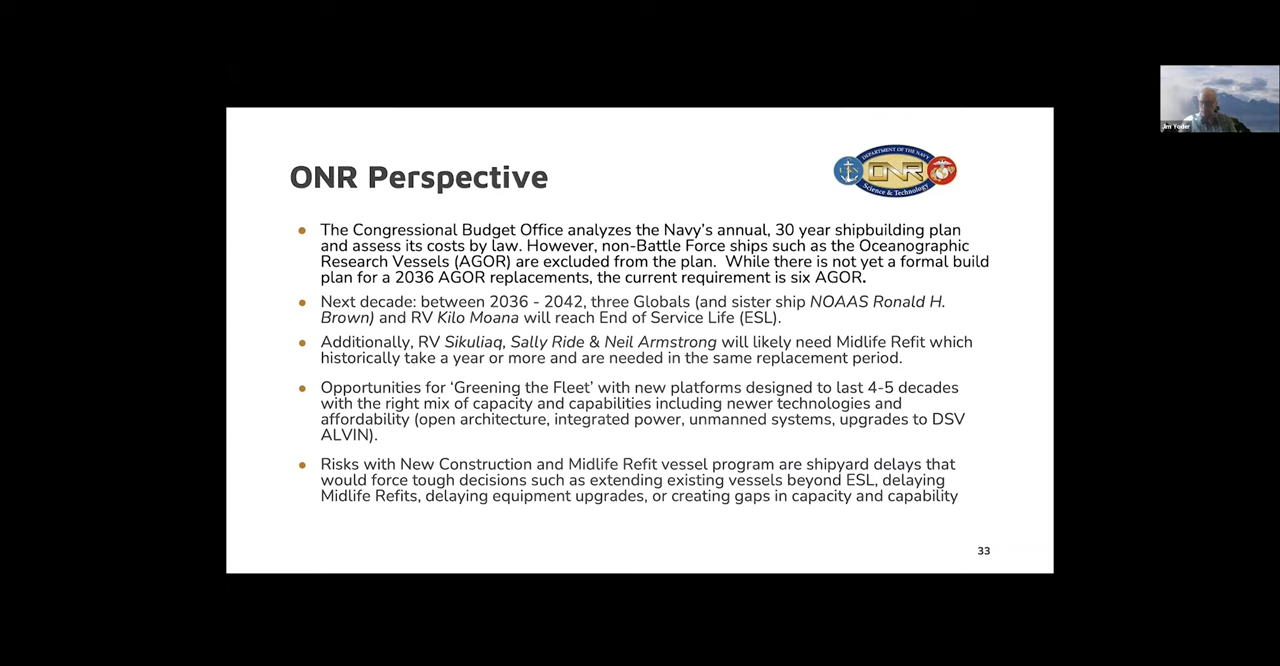 Jim Yoder
ONR Perspective
DEPARTMENT OF THE NAVY
ONR
Science & Technology
• The Congressional Budget Office analyzes the Navy's annual, 30 year shipbuilding plan
and assess its costs by law. However, non-Battle Force ships such as the Oceanographic
Research Vessels (AGOR) are excluded from the plan.  While there is not yet a formal build
plan for a 2036 AGOR replacements, the current requirement is six AGOR.
• Next decade: between 2036 - 2042, three Globals (and sister ship NOAAS Ronald H.
Brown) and RV Kilo Moana will reach End of Service Life (ESL).
• Additionally, RV Sikuliaq, Sally Ride & Neil Armstrong will likely need Midlife Refit which
historically take a year or more and are needed in the same replacement period.
• Opportunities for 'Greening the Fleet' with new platforms designed to last 4-5 decades
with the right mix of capacity and capabilities including newer technologies and
affordability (open architecture, integrated power, unmanned systems, upgrades to DSV
ALVIN).
• Risks with New Construction and Midlife Refit vessel program are shipyard delays that
would force tough decisions such as extending existing vessels beyond ESL, delaying
Midlife Refits, delaying equipment upgrades, or creating gaps in capacity and capability
33